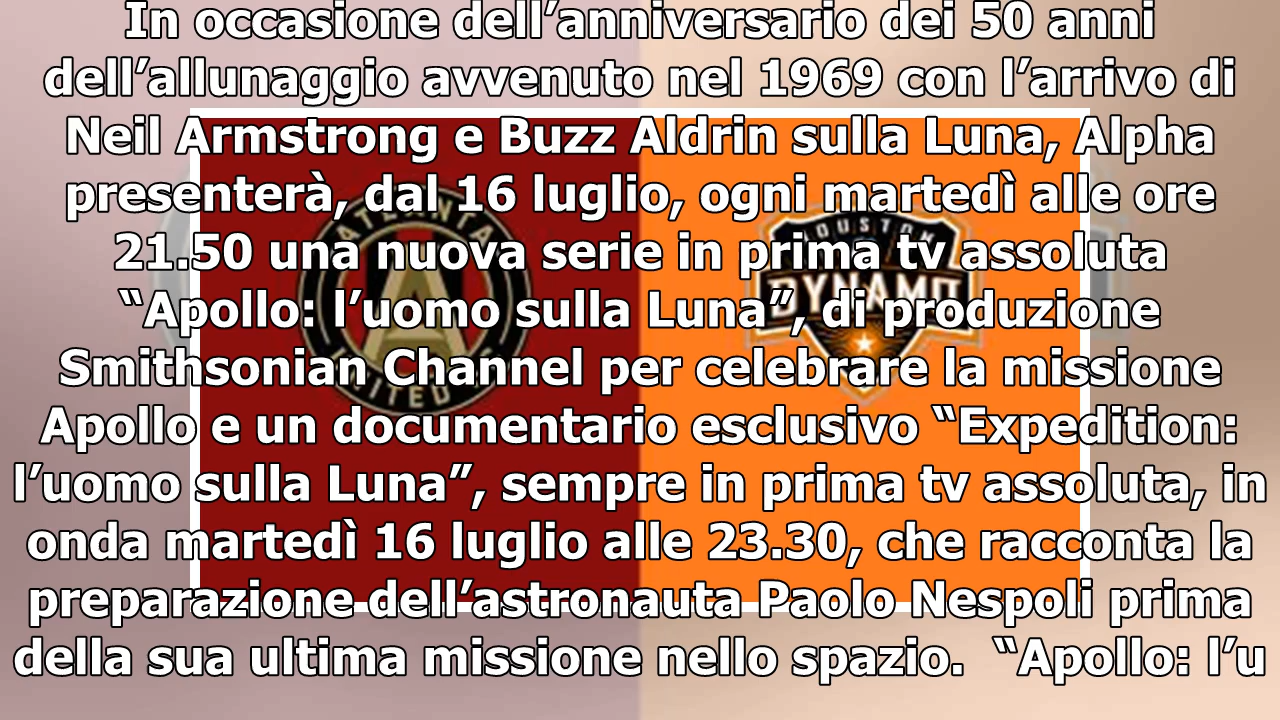 In occasione dell’anniversario dei 50 anni
dell’allunaggio avvenuto nel 1969 con l’arrivo di
Neil Armstrong e Buzz Aldrin sulla Luna, Alpha
presenterà, dal 16 luglio, ogni martedì alle ore
21.50 una nuova serie in prima tv assoluta
“Apollo: l’uomo sulla Luna”, di produzione
Smithsonian Channel per celebrare la missione
Apollo e un documentario esclusivo “Expedition:
l’uomo sulla Luna”, sempre in prima tv assoluta, in
onda martedì 16 luglio alle 23.30, che racconta la
preparazione dell’astronauta Paolo Nespoli prima
della sua ultima missione nello spazio. “Apollo: l’u
ATLANTA
UNITED
A
HOUSTON
DYNAMO